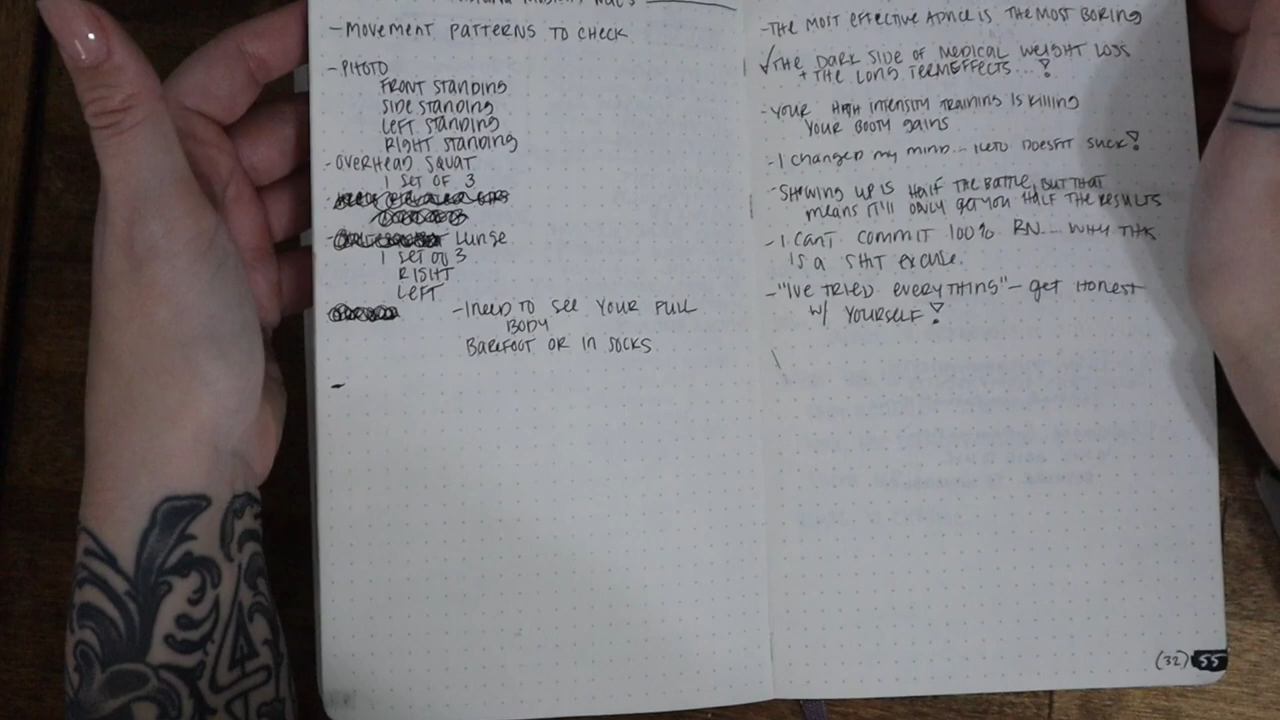 - MOVEMENT PATTERNS TO CHECK
- PHOTO
FRONT STANDING
SIDE STANDING
LEFT STANDING
RIGHT STANDING
- OVERHEAD SQUAT
1 SET OF 3
LUNGE
1 SET OF 3
RIGHT
LEFT
- I NEED TO SEE YOUR FULL
BODY
BAREFOOT OR IN SOCKS.
- THE MOST EFFECTIVE ADVICE IS THE MOST BORING
✓ THE DARK SIDE OF MEDICAL WEIGHT LOSS
+ THE LONG TERM EFFECTS...!
- YOUR HIGH INTENSITY TRAINING IS KILLING
YOUR BOOTY GAINS
- I CHANGED MY MIND... KETO DOESNT SUCK!
- SHOWING UP IS HALF THE BATTLE, BUT THAT
MEANS IT'LL ONLY GET YOU HALF THE RESULTS
- I CAN'T COMMIT 100% RN... WHY THIS
IS A SHIT EXCUSE.
- "IVE TRIED EVERYTHING" - GET HONEST
W/ YOURSELF!
(32) 55